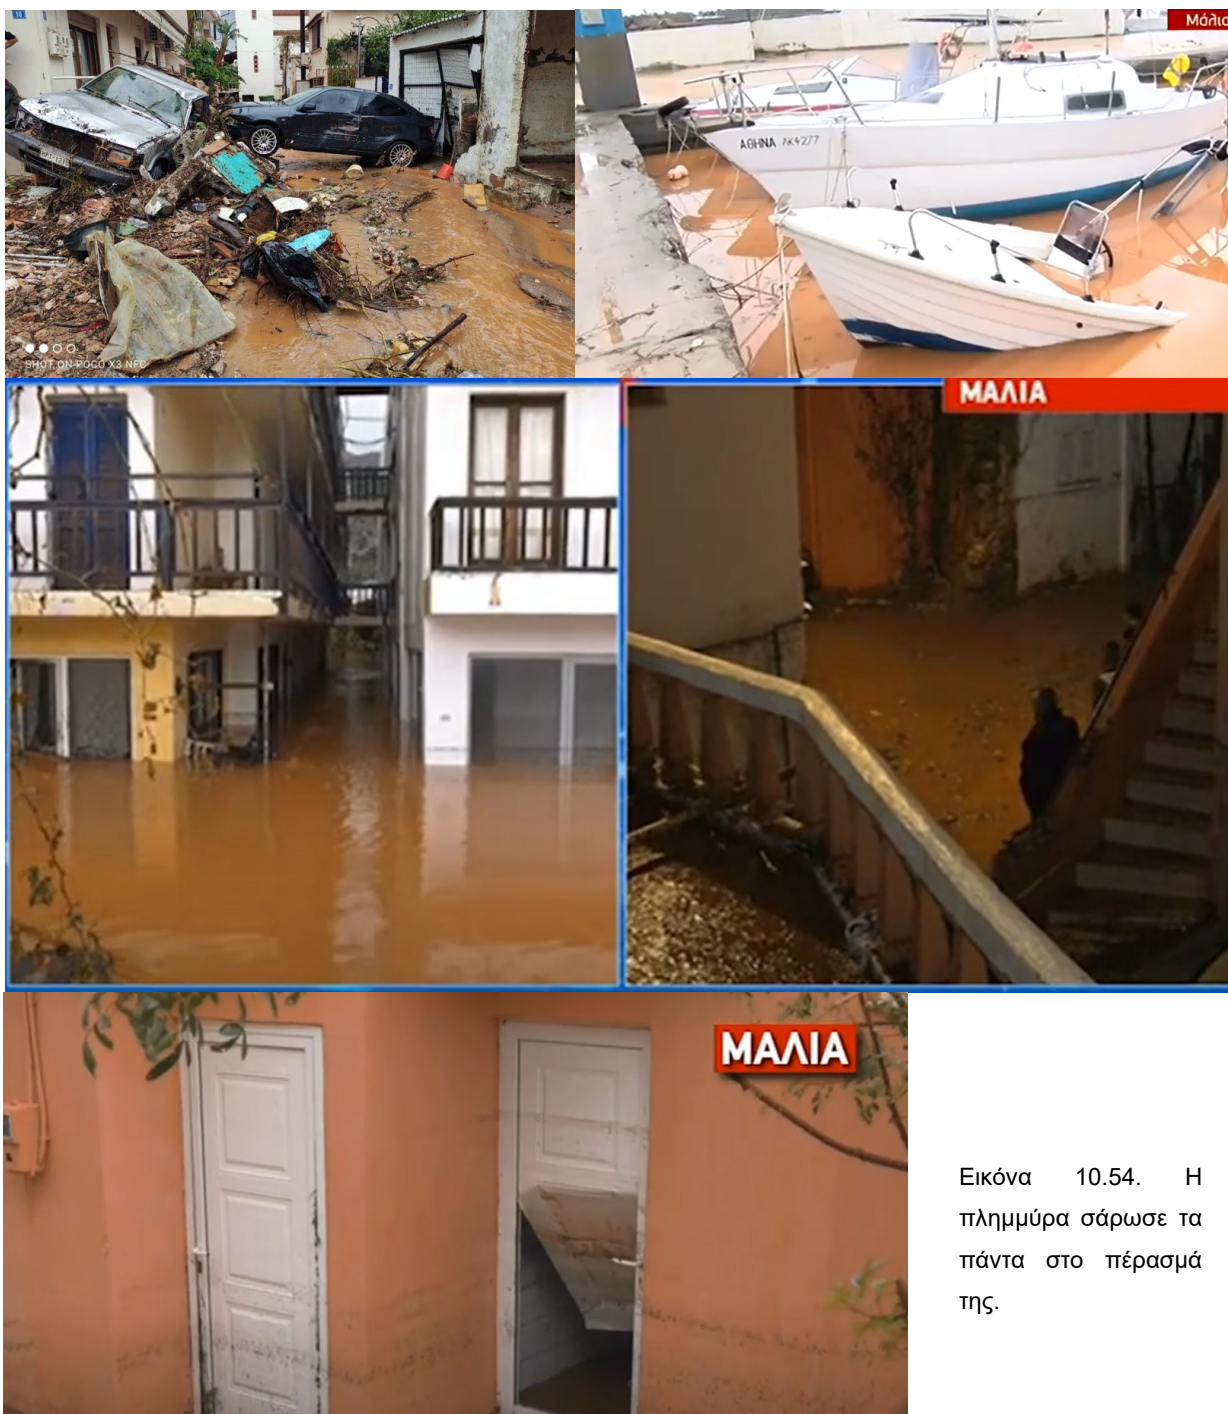 Μάλια
SHOT ON POCO X3 NFC
ΑΘΗΝΑ ΛΚ4277
ΜΑΛΙΑ
ΜΑΛΙΑ
Εικόνα 10.54. Η
πλημμύρα σάρωσε τα
πάντα στο πέρασμά
της.